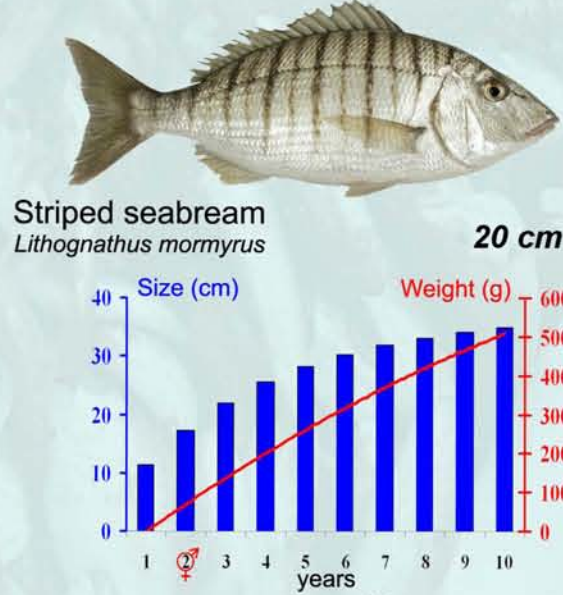 Striped seabream
Lithognathus mormyrus
20 cm
Size (cm)
Weight (g)
40
30
20
10
0
600
500
400
300
200
100
0
1 2 3 4 5 6 7 8 9 10
years